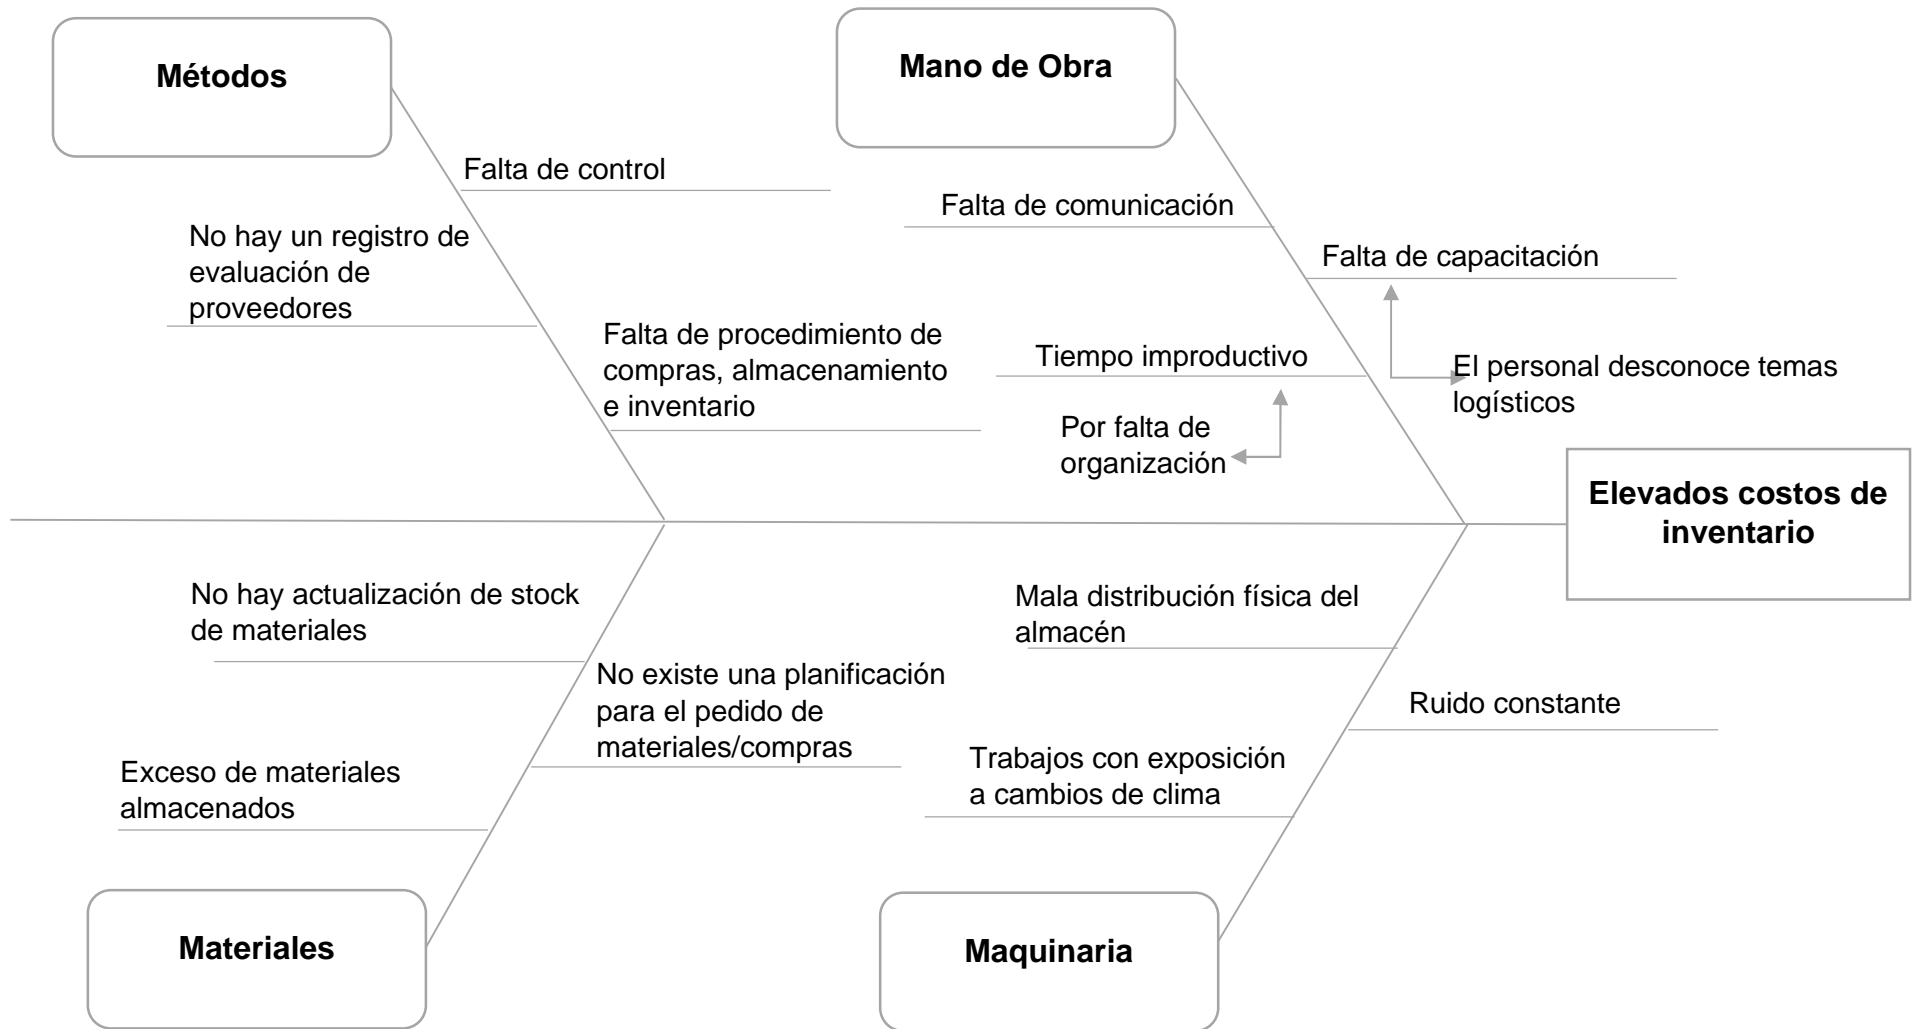 Métodos
Mano de Obra
Falta de control
Falta de comunicación
No hay un registro de
evaluación de
proveedores
Falta de capacitación
Falta de procedimiento de
compras, almacenamiento
e inventario
Tiempo improductivo
El personal desconoce temas
logísticos
Por falta de
organización
Elevados costos de
inventario
No hay actualización de stock
de materiales
Mala distribución física del
almacén
No existe una planificación
para el pedido de
materiales/compras
Ruido constante
Exceso de materiales
almacenados
Trabajos con exposición
a cambios de clima
Materiales
Maquinaria